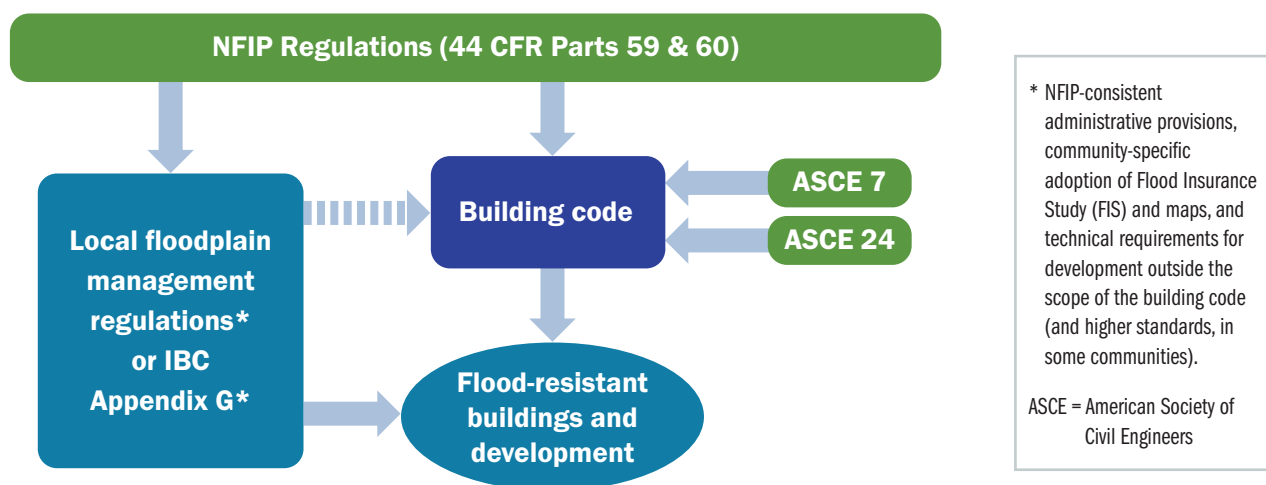 NFIP Regulations (44 CFR Parts 59 & 60)
Local floodplain
management
regulations*
or IBC
Appendix G*
Building code
ASCE 7
ASCE 24
Flood-resistant
buildings and
development
* NFIP-consistent
administrative provisions,
community-specific
adoption of Flood Insurance
Study (FIS) and maps, and
technical requirements for
development outside the
scope of the building code
(and higher standards, in
some communities).
ASCE = American Society of
Civil Engineers